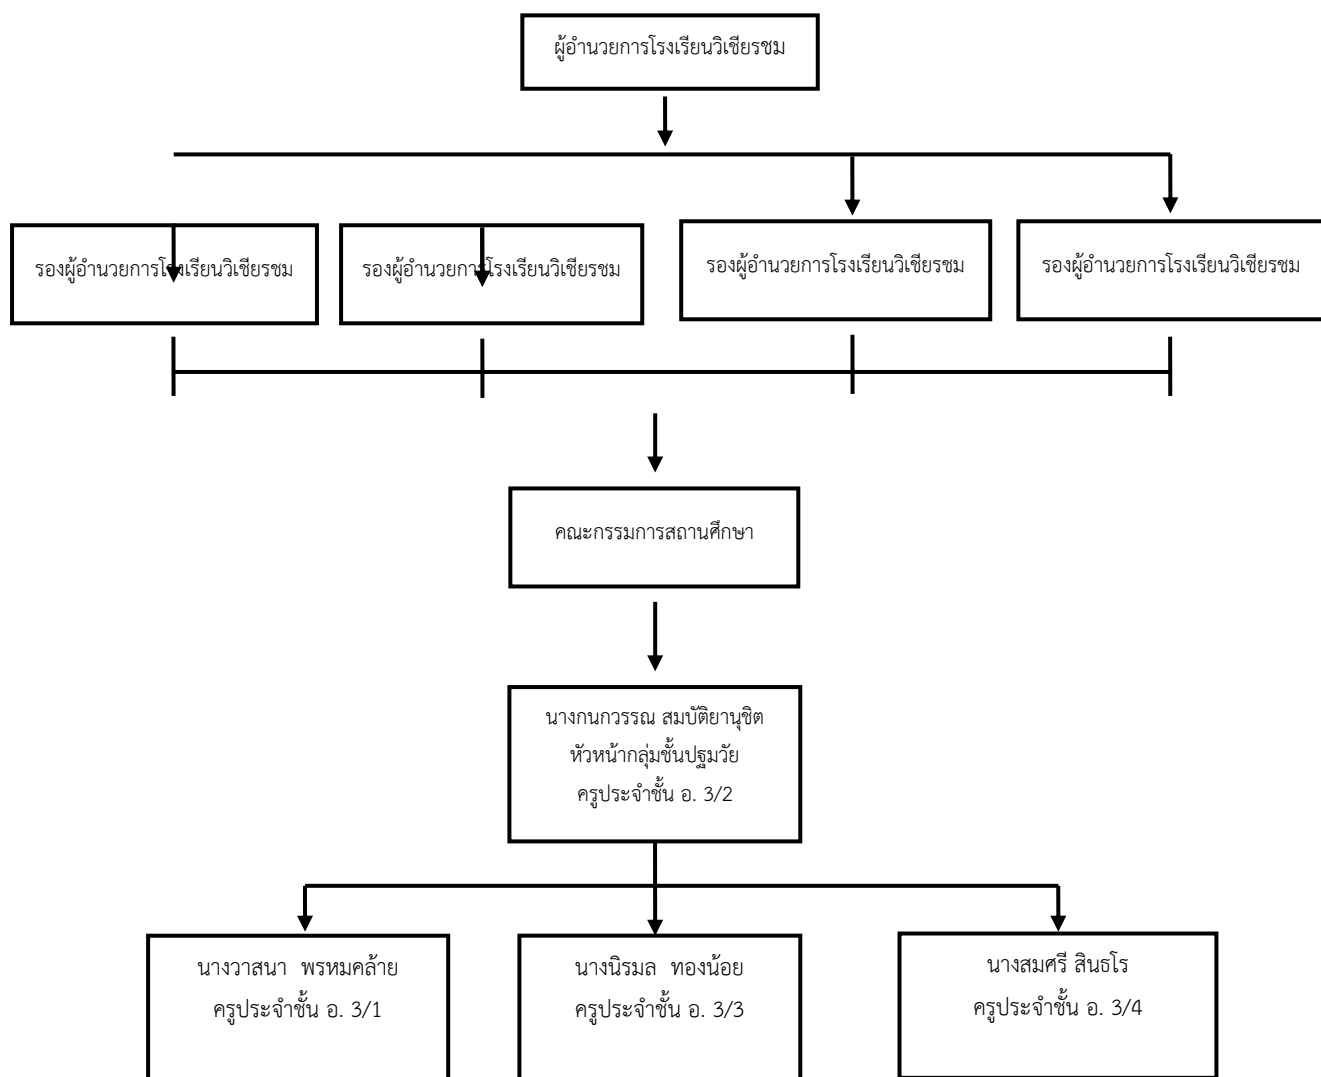 ผู้อำนวยการโรงเรียนวิเชียรชม
รองผู้อำนวยการโรงเรียนวิเชียรชม
รองผู้อำนวยการโรงเรียนวิเชียรชม
รองผู้อำนวยการโรงเรียนวิเชียรชม
รองผู้อำนวยการโรงเรียนวิเชียรชม
คณะกรรมการสถานศึกษา
นางกนกวรรณ สมบัติยานุชิต
หัวหน้ากลุ่มชั้นปฐมวัย
ครูประจำชั้น อ. 3/2
นางวาสนา  พรหมคล้าย
ครูประจำชั้น อ. 3/1
นางนิรมล  ทองน้อย
ครูประจำชั้น อ. 3/3
นางสมศรี สินธโร
ครูประจำชั้น อ. 3/4